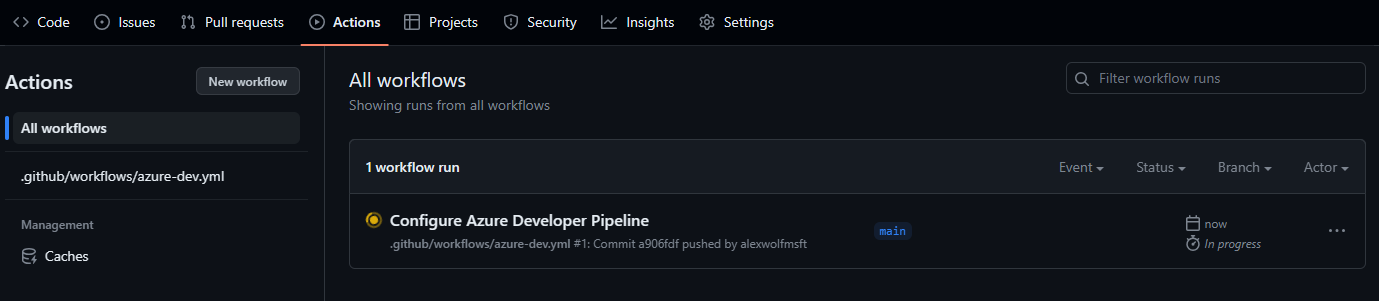 Code Issues Pull requests Actions Projects Security Insights Settings
Actions
New workflow
All workflows
.github/workflows/azure-dev.yml
Management
Caches
All workflows
Showing runs from all workflows
Filter workflow runs
1 workflow run
Event Status Branch Actor
Configure Azure Developer Pipeline
.github/workflows/azure-dev.yml #1: Commit a906fdf pushed by alexwolfmsft
main
now
In progress